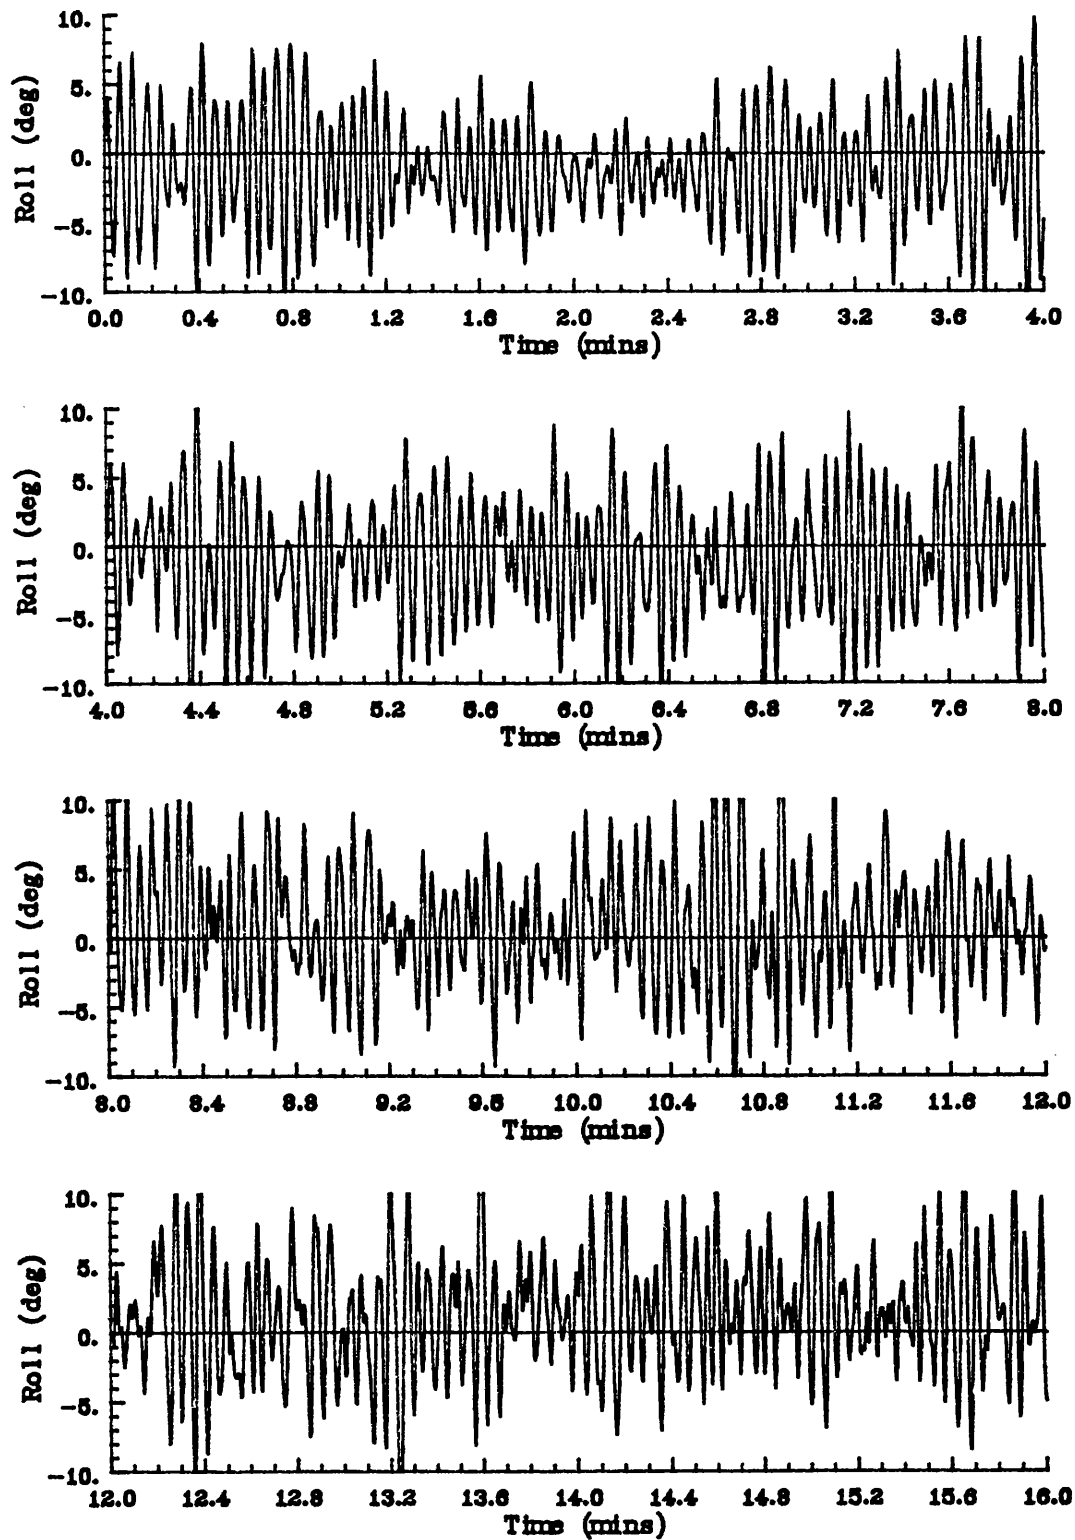 10.
5.
0.
−5.
−10.
Roll (deg)
0.0 0.4 0.8 1.2 1.6 2.0 2.4 2.8 3.2 3.6 4.0
Time (mins)
10.
5.
0.
−5.
−10.
Roll (deg)
4.0 4.4 4.8 5.2 5.6 6.0 6.4 6.8 7.2 7.6 8.0
Time (mins)
10.
5.
0.
−5.
−10.
Roll (deg)
8.0 8.4 8.8 9.2 9.6 10.0 10.4 10.8 11.2 11.6 12.0
Time (mins)
10.
5.
0.
−5.
−10.
Roll (deg)
12.0 12.4 12.8 13.2 13.6 14.0 14.4 14.8 15.2 15.6 16.0
Time (mins)